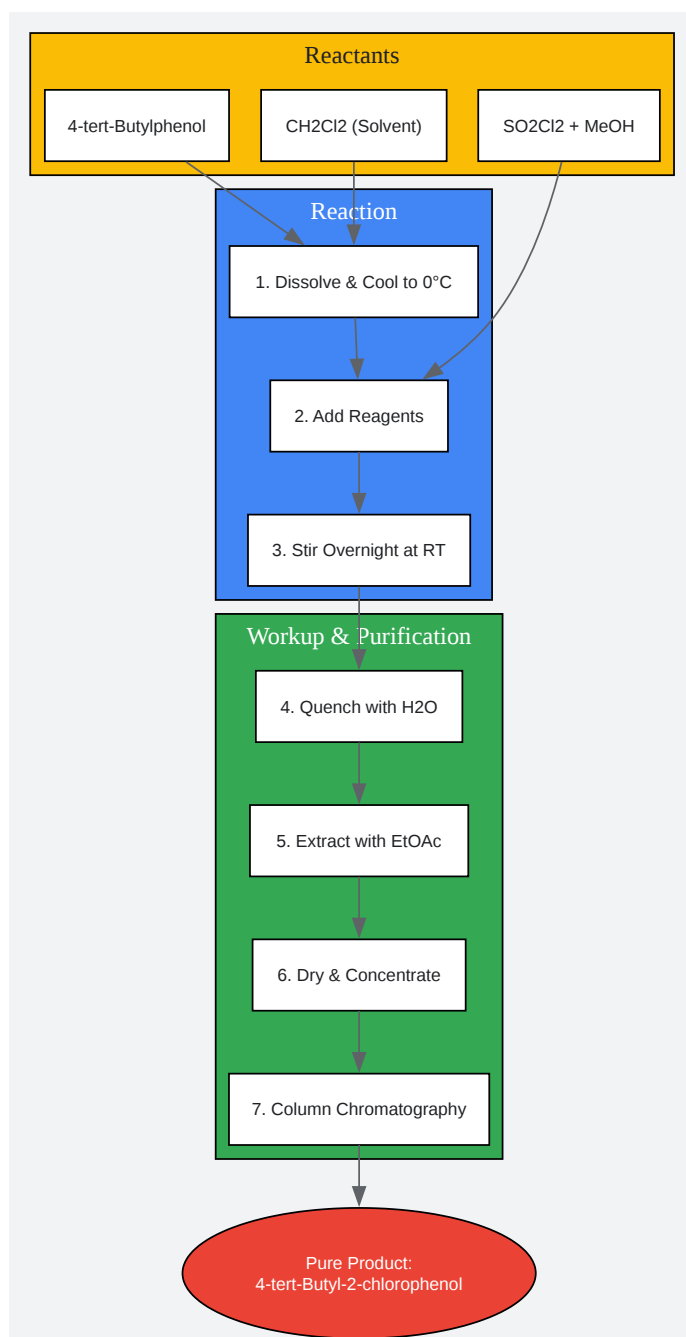 Reactants
4-tert-Butylphenol
CH2Cl2 (Solvent)
SO2Cl2 + MeOH
Reaction
1. Dissolve & Cool to 0°C
2. Add Reagents
3. Stir Overnight at RT
Workup & Purification
4. Quench with H2O
5. Extract with EtOAc
6. Dry & Concentrate
7. Column Chromatography
Pure Product:
4-tert-Butyl-2-chlorophenol